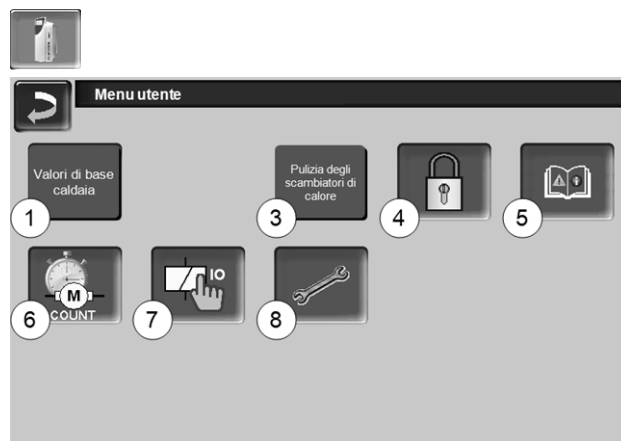 Menu utente
Valori di base
caldaia
1
Pulizia degli
scambiatori di
calore
3
4
5
M
COUNT
6
IO
7
8